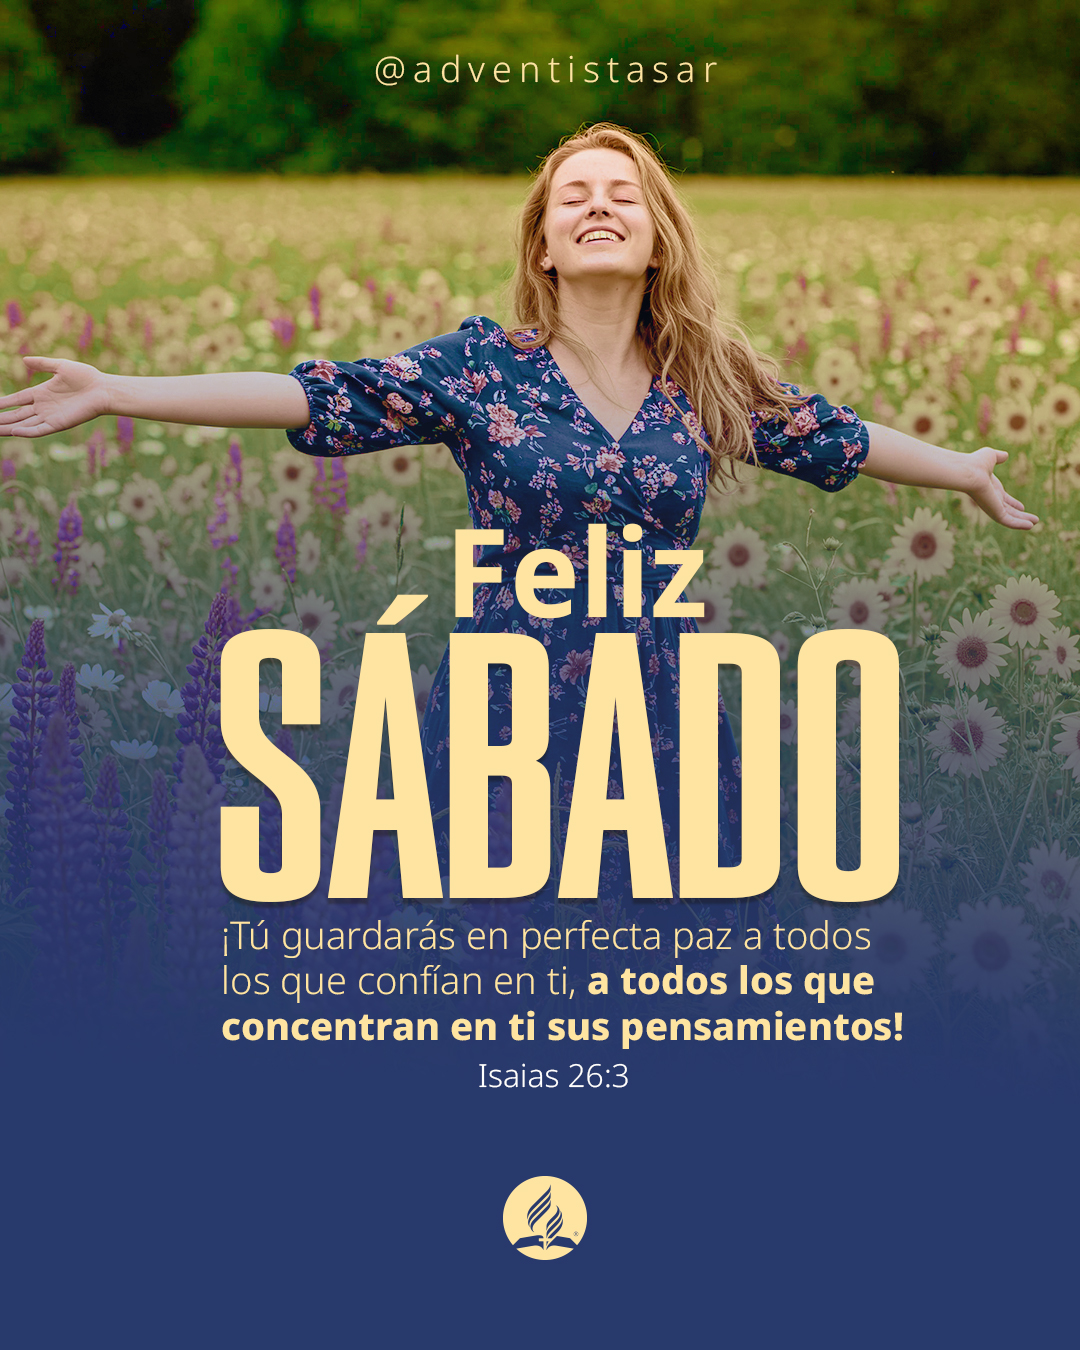 @adventistasar
Feliz
SÁBADO
¡Tú guardarás en perfecta paz a todos
los que confían en ti, a todos los que
concentran en ti sus pensamientos!
Isaias 26:3
®